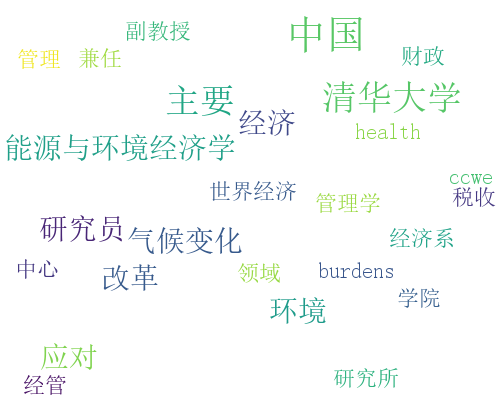 副教授
中国
管理
兼任
财政
主要
清华大学
经济
health
能源与环境经济学
ccwe
世界经济
税收
管理学
研究员
气候变化
经济系
中心
改革
领域
burdens
学院
环境
应对
研究所
经管